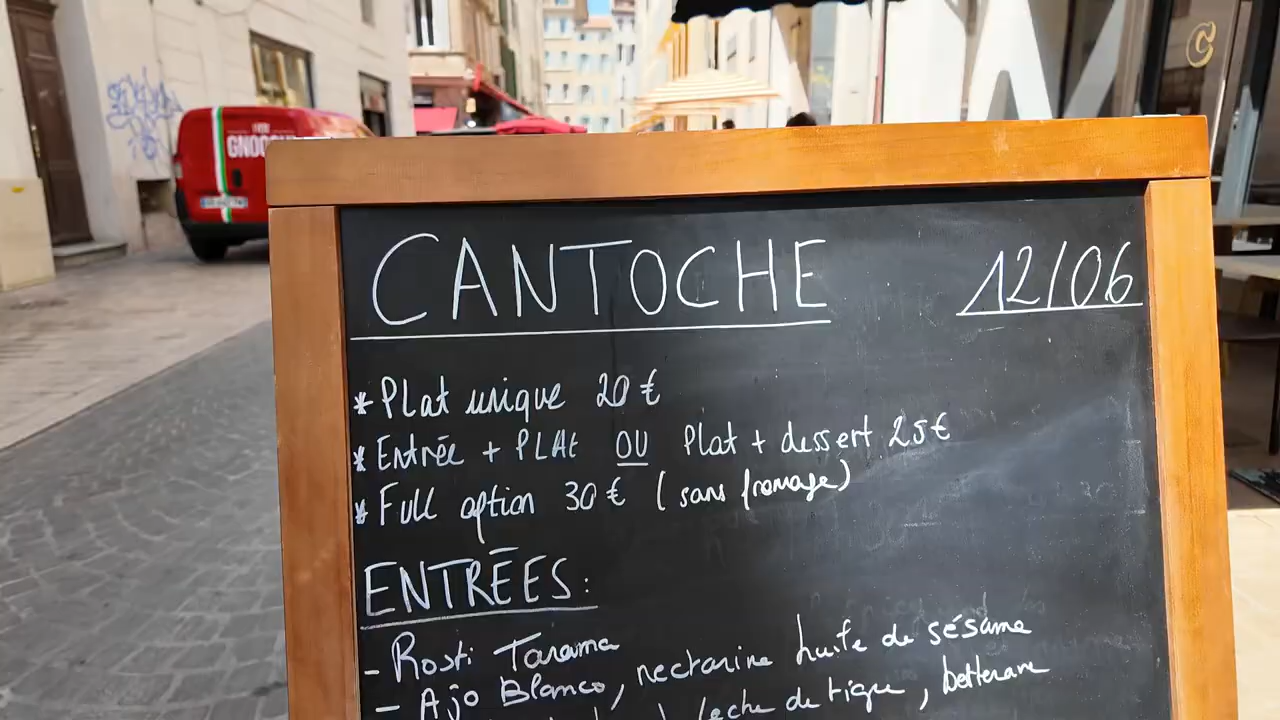 GNOCCHI
CANTOCHE 12/06
* Plat unique 20 €
* Entrée + PLAt OU Plat + dessert 25€
* Full option 30 € (sans fromage)
ENTRÉES:
- Rosti Tarama
- Ajo Blanco, nectarine huile de sésame
leche de tigre, betterave